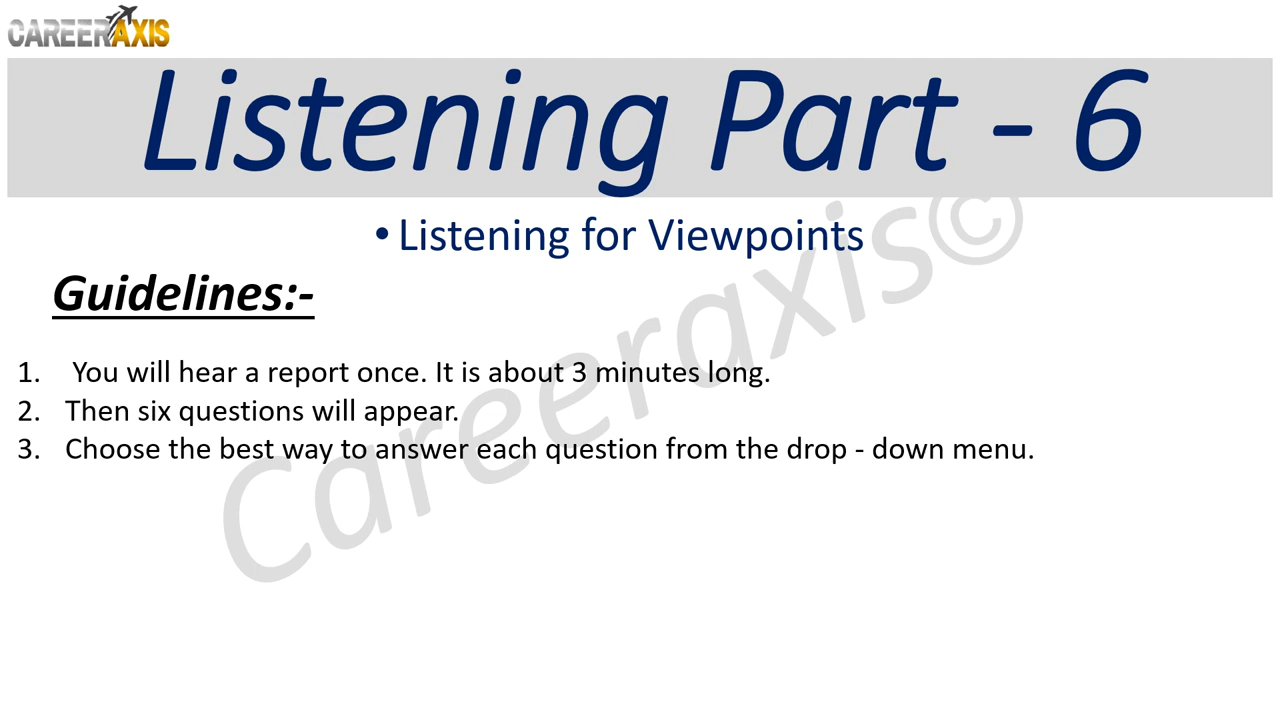 CAREERAXIS
Listening Part - 6
• Listening for Viewpoints
Guidelines:-
1. You will hear a report once. It is about 3 minutes long.
2. Then six questions will appear.
3. Choose the best way to answer each question from the drop - down menu.
Careeraxis©